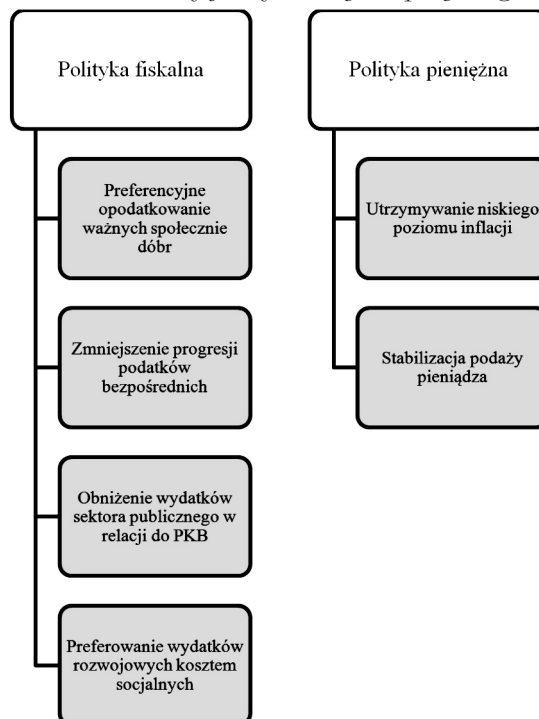 Polityka fiskalna
Preferencyjne
opodatkowanie
ważnych społecznie
dóbr
Zmniejszenie progresji
podatków
bezpośrednich
Obniżenie wydatków
sektora publicznego w
relacji do PKB
Preferowanie wydatków
rozwojowych kosztem
socjalnych
Polityka pieniężna
Utrzymywanie niskiego
poziomu inflacji
Stabilizacja podaży
pieniądza